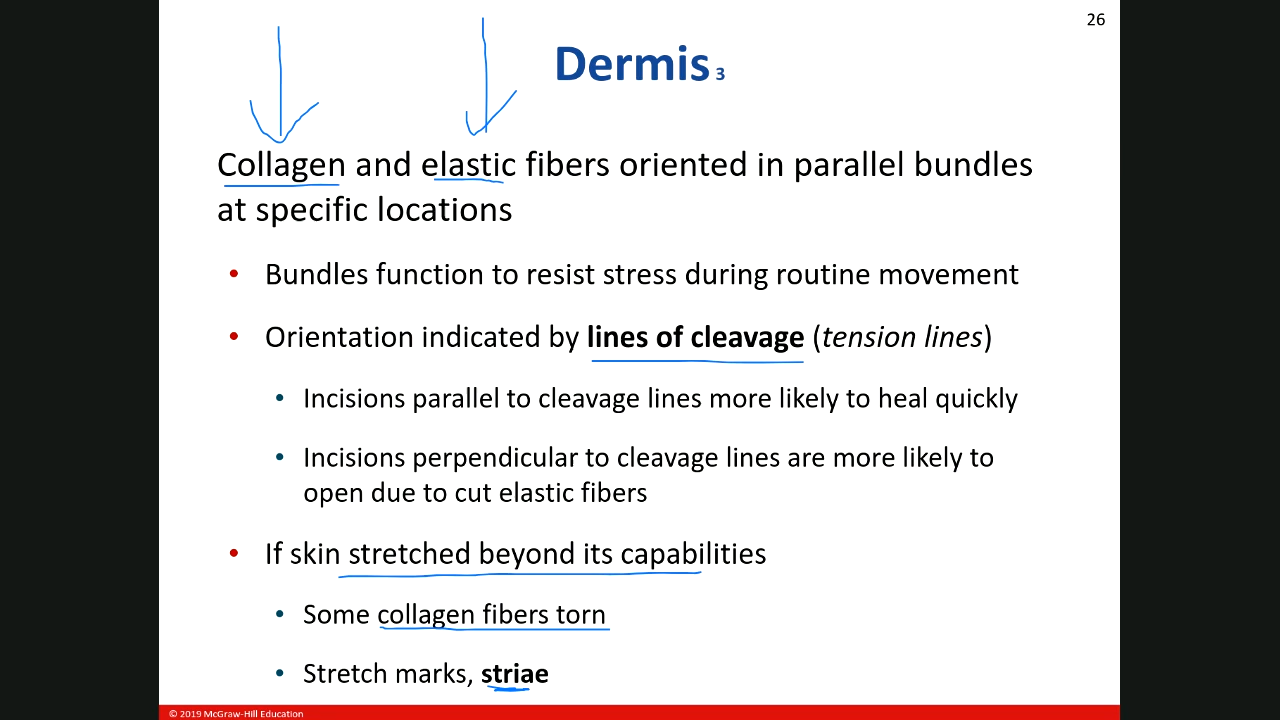 26
Dermis 3
Collagen and elastic fibers oriented in parallel bundles
at specific locations
• Bundles function to resist stress during routine movement
• Orientation indicated by lines of cleavage (tension lines)
• Incisions parallel to cleavage lines more likely to heal quickly
• Incisions perpendicular to cleavage lines are more likely to
open due to cut elastic fibers
• If skin stretched beyond its capabilities
• Some collagen fibers torn
• Stretch marks, striae
© 2019 McGraw-Hill Education